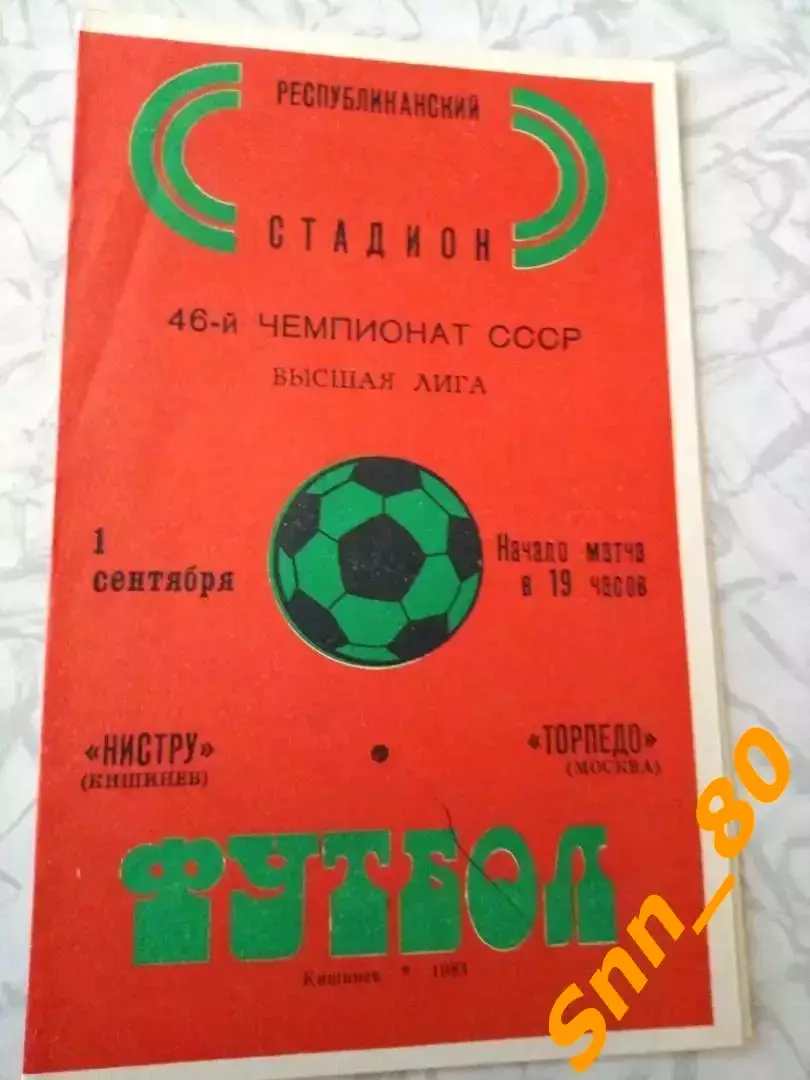 РЕСПУБЛИКАНСКИЙ
СТАДИОН
46-й ЧЕМПИОНАТ СССР
ВЫСШАЯ ЛИГА
1
сентября
Начало матча
в 19 часов
«НИСТРУ»
(КИШИНЕВ)
«ТОРПЕДО»
(МОСКВА)
ФУТБОЛ
Кишинев • 1983
Snn_80